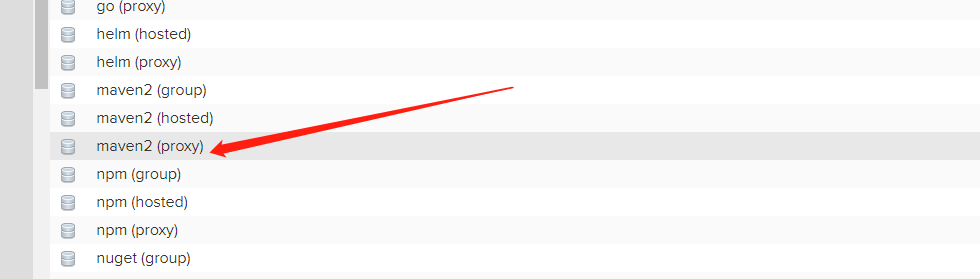 go (proxy)
helm (hosted)
helm (proxy)
maven2 (group)
maven2 (hosted)
maven2 (proxy)
npm (group)
npm (hosted)
npm (proxy)
nuget (group)